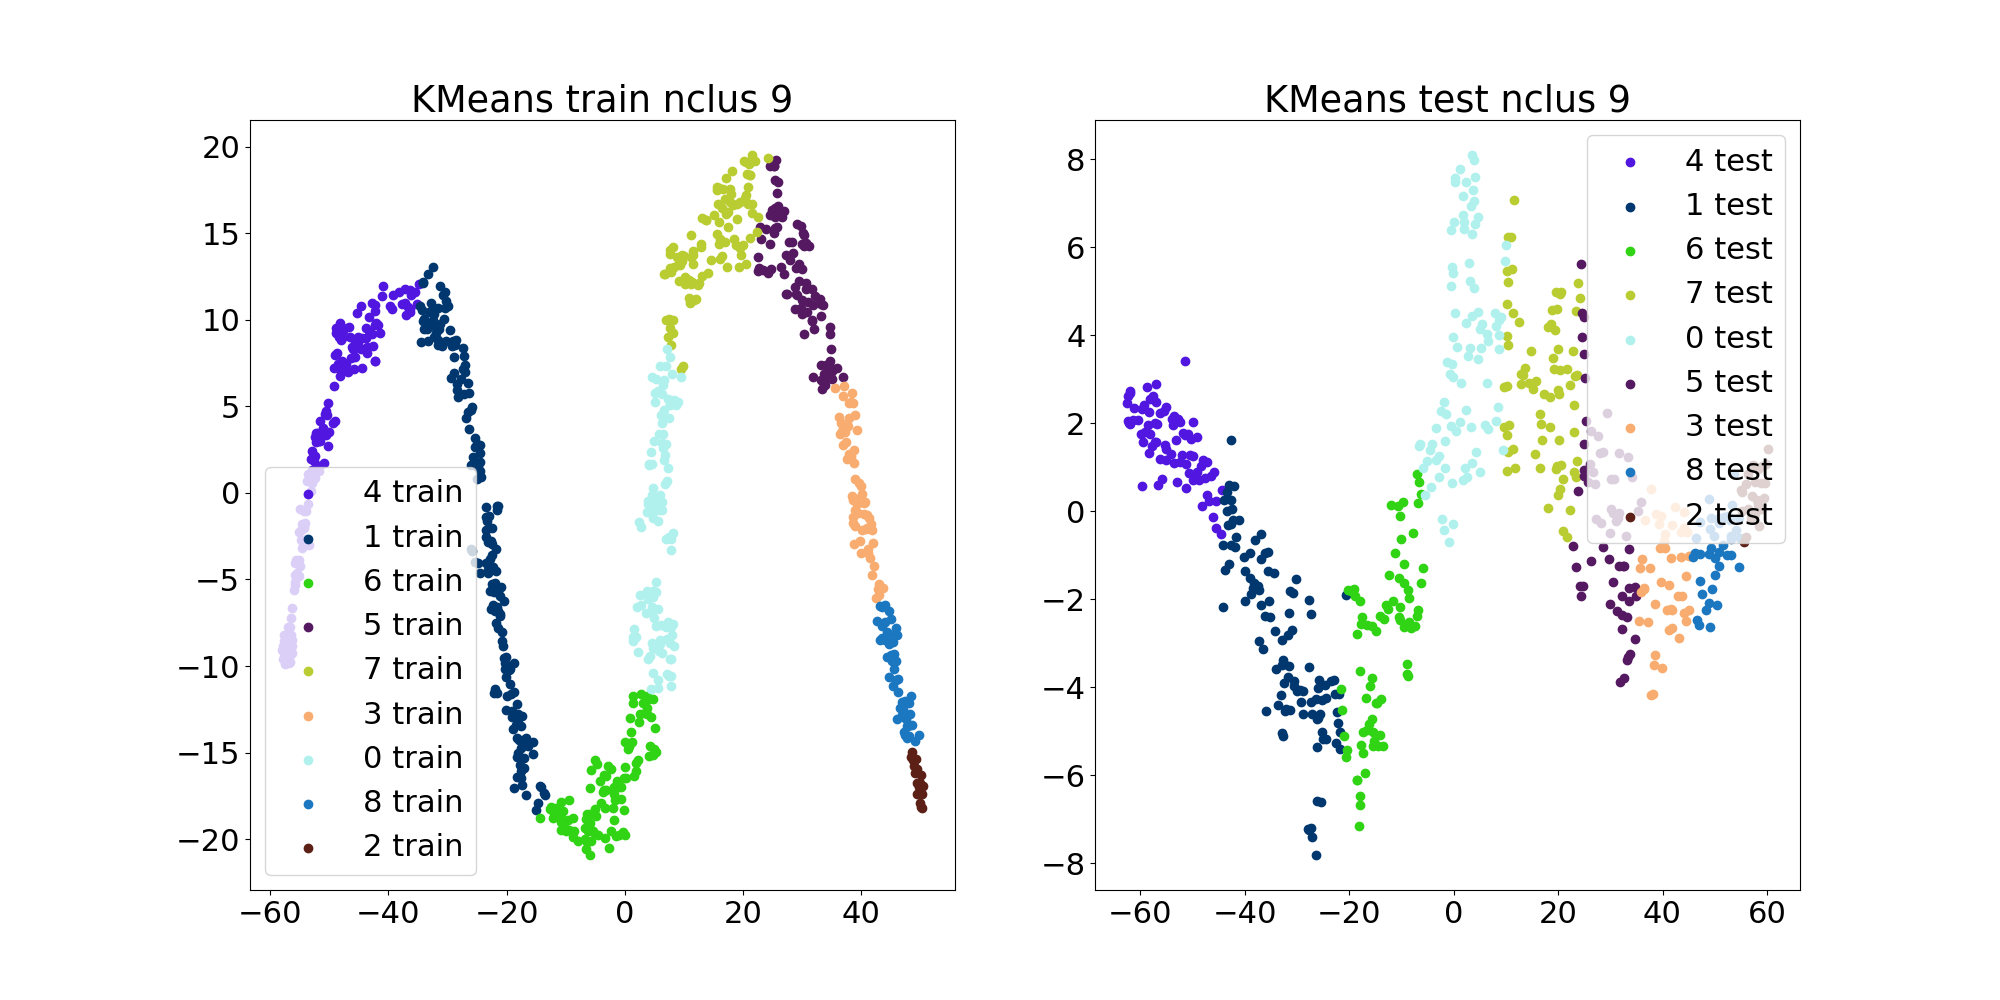 KMeans train nclus 9
20
15
10
5
0
−5
−10
−15
−20
−60
−40
−20
0
20
40
4 train
1 train
6 train
5 train
7 train
3 train
0 train
8 train
2 train
KMeans test nclus 9
8
6
4
2
0
−2
−4
−6
−8
−60
−40
−20
0
20
40
60
4 test
1 test
6 test
7 test
0 test
5 test
3 test
8 test
2 test